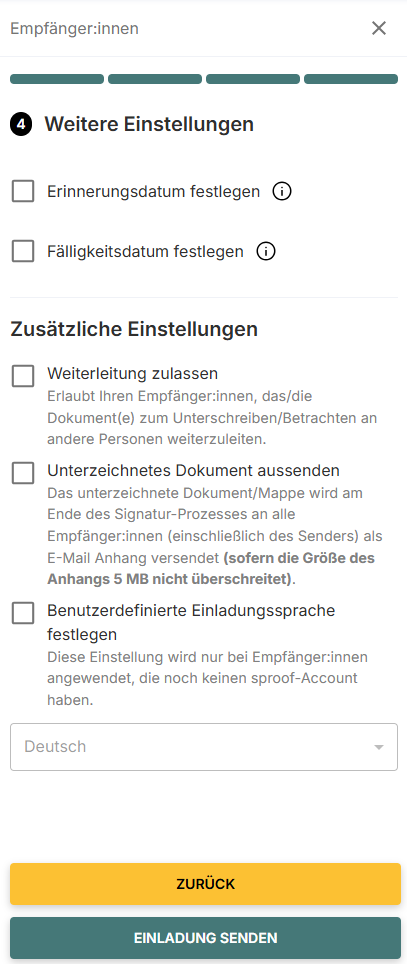 Empfänger:innen
4 Weitere Einstellungen
Erinnerungsdatum festlegen
Fälligkeitsdatum festlegen
Zusätzliche Einstellungen
Weiterleitung zulassen
Erlaubt Ihren Empfänger:innen, das/die
Dokument(e) zum Unterschreiben/Betrachten an
andere Personen weiterzuleiten.
Unterzeichnetes Dokument aussenden
Das unterzeichnete Dokument/Mappe wird am
Ende des Signatur-Prozesses an alle
Empfänger:innen (einschließlich des Senders) als
E-Mail Anhang versendet (sofern die Größe des
Anhangs 5 MB nicht überschreitet).
Benutzerdefinierte Einladungssprache
festlegen
Diese Einstellung wird nur bei Empfänger:innen
angewendet, die noch keinen sproof-Account
haben.
Deutsch
ZURÜCK
EINLADUNG SENDEN